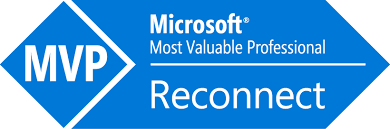 MVP
Microsoft®
Most Valuable Professional
Reconnect